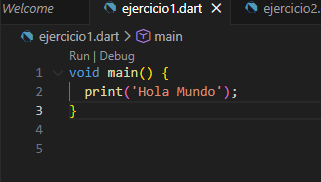 Welcome ejercicio1.dart ejercicio2.
ejercicio1.dart > main
Run | Debug
1 void main() {
2 print('Hola Mundo');
3 }
4
5